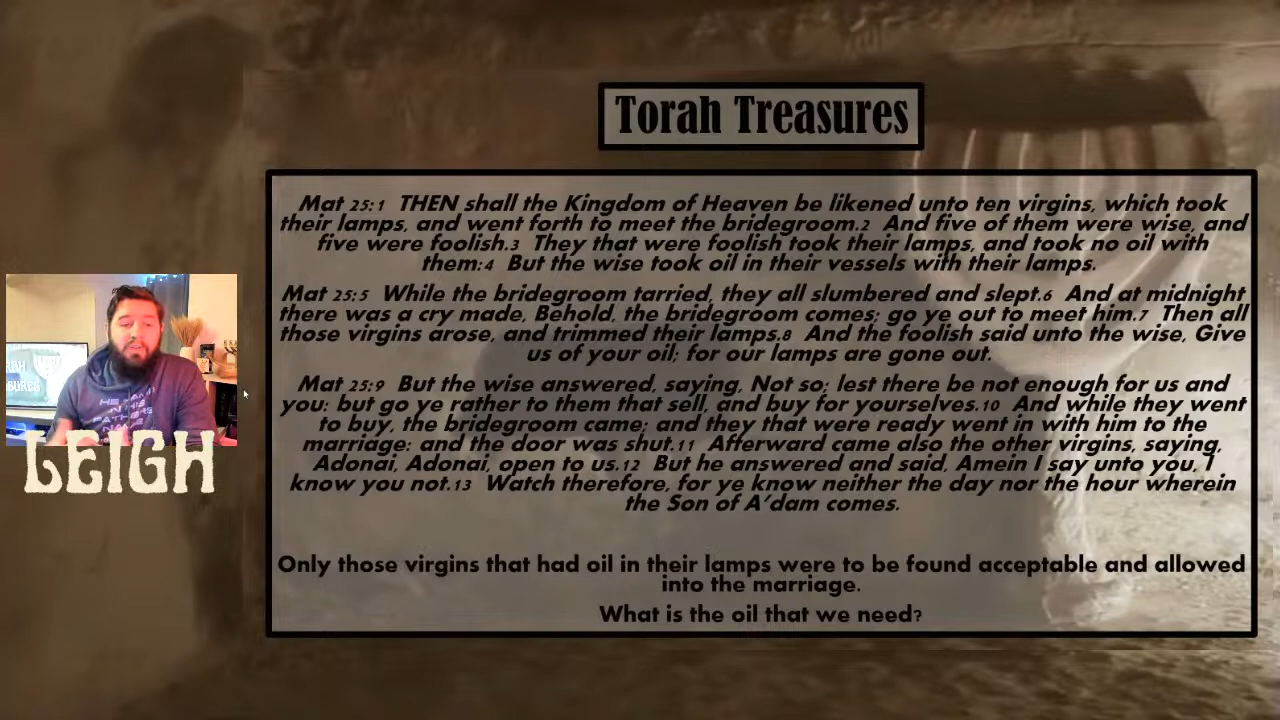 Torah Treasures
Mat 25:1 THEN shall the Kingdom of Heaven be likened unto ten virgins, which took
their lamps, and went forth to meet the bridegroom.2 And five of them were wise, and
five were foolish.3 They that were foolish took their lamps, and took no oil with
them:4 But the wise took oil in their vessels with their lamps.
Mat 25:5 While the bridegroom tarried, they all slumbered and slept.6 And at midnight
there was a cry made, Behold, the bridegroom comes; go ye out to meet him.7 Then all
those virgins arose, and trimmed their lamps.8 And the foolish said unto the wise, Give
us of your oil; for our lamps are gone out.
Mat 25:9 But the wise answered, saying, Not so; lest there be not enough for us and
you: but go ye rather to them that sell, and buy for yourselves.10 And while they went
to buy, the bridegroom came; and they that were ready went in with him to the
marriage: and the door was shut.11 Afterward came also the other virgins, saying,
Adonai, Adonai, open to us.12 But he answered and said, Amein I say unto you, I
know you not.13 Watch therefore, for ye know neither the day nor the hour wherein
the Son of A'dam comes.
Only those virgins that had oil in their lamps were to be found acceptable and allowed
into the marriage.
What is the oil that we need?
LEIGH